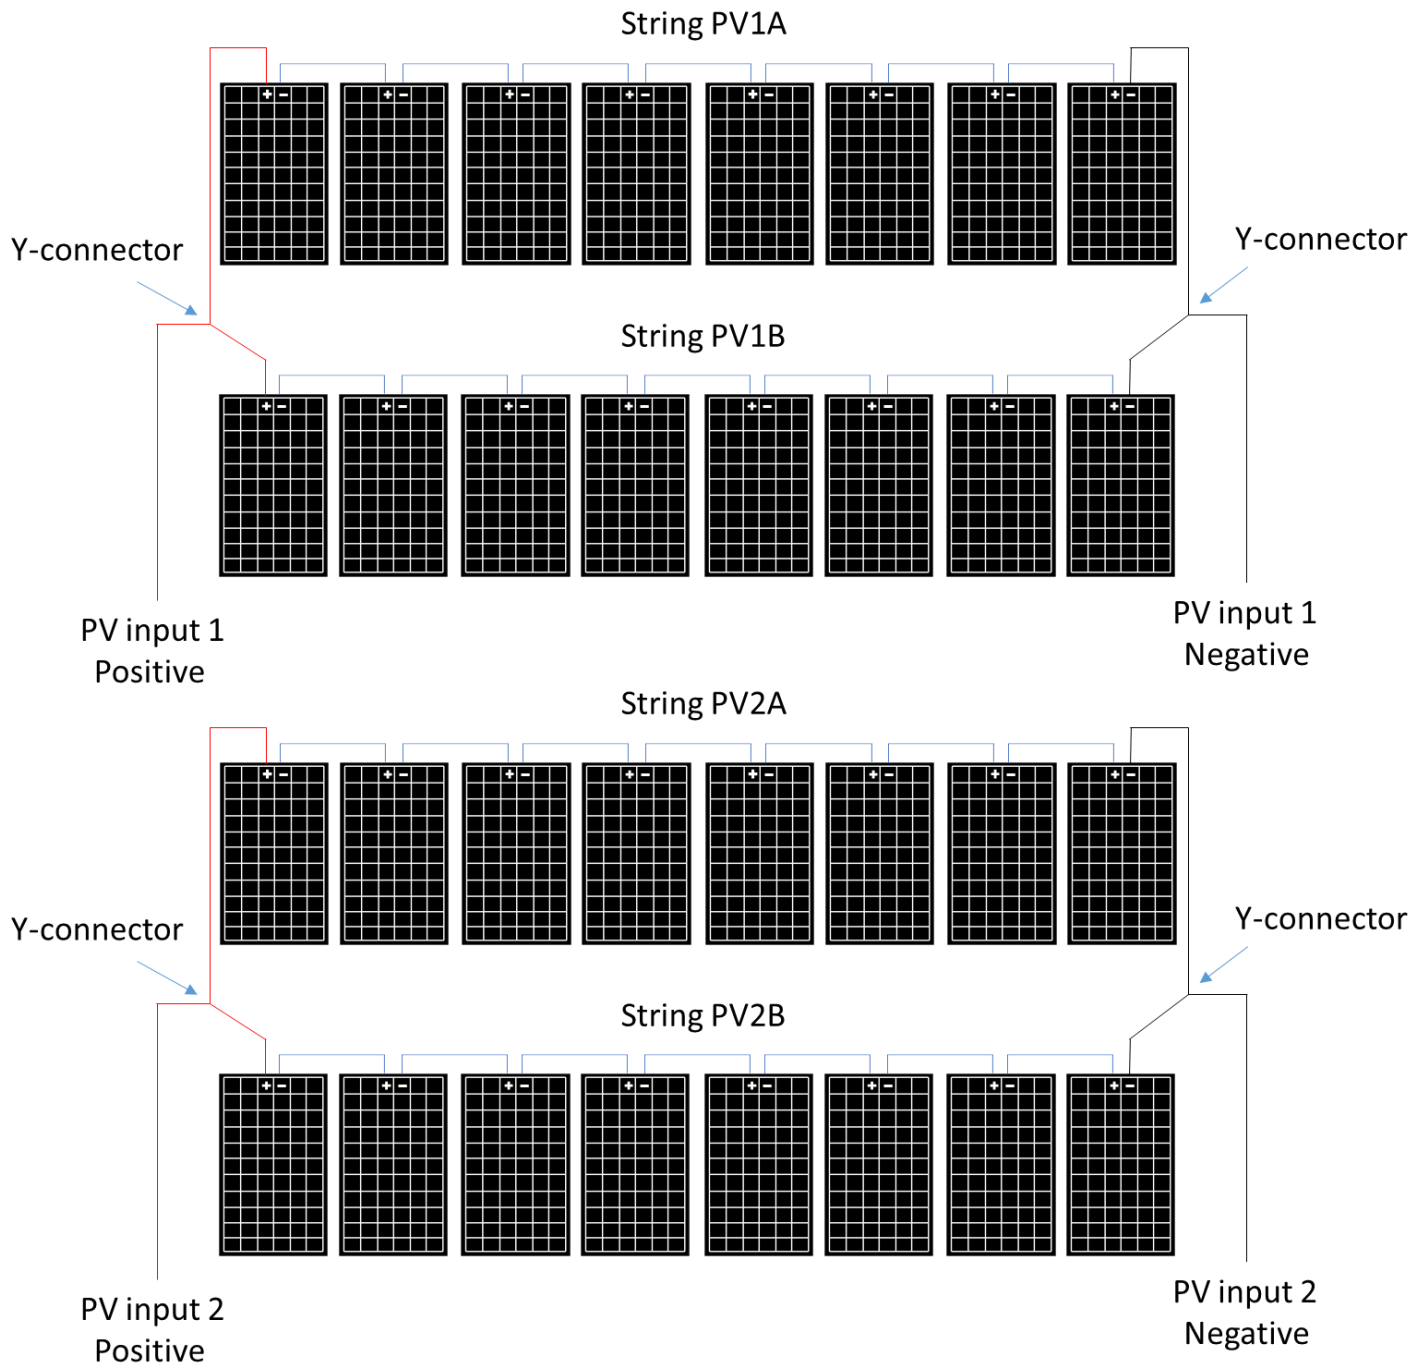 String PV1A
+ − + − + − + − + − + − + − + −
Y-connector
Y-connector
String PV1B
+ − + − + − + − + − + − + − + −
PV input 1
Positive
PV input 1
Negative
String PV2A
+ − + − + − + − + − + − + − + −
Y-connector
Y-connector
String PV2B
+ − + − + − + − + − + − + − + −
PV input 2
Positive
PV input 2
Negative